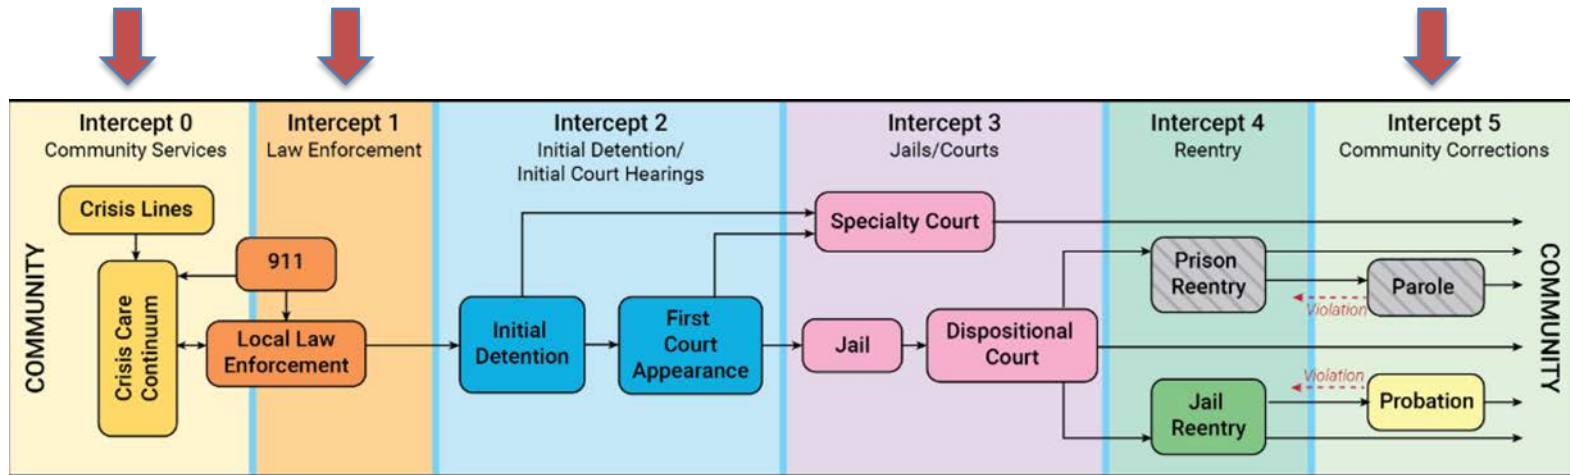 Intercept 0
Community Services
Intercept 1
Law Enforcement
Intercept 2
Initial Detention/
Initial Court Hearings
Intercept 3
Jails/Courts
Intercept 4
Reentry
Intercept 5
Community Corrections
COMMUNITY
Crisis Lines
Crisis Care
Continuum
911
Local Law
Enforcement
Initial
Detention
First
Court
Appearance
Specialty Court
Jail
Dispositional
Court
Prison
Reentry
Violation
Parole
Jail
Reentry
Violation
Probation
COMMUNITY